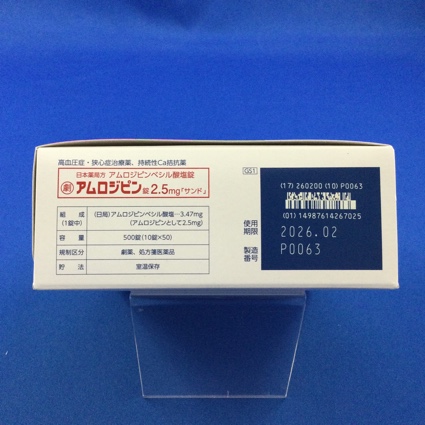 高血圧症・狭心症治療薬、持続性Ca拮抗薬
日本薬局方 アムロジピンベシル酸塩錠
劇 アムロジピン錠2.5mg「サンド」
組成(1錠中) (日局)アムロジピンベシル酸塩…3.47mg
(アムロジピンとして2.5mg)
容量 500錠(10錠×50)
規制区分 劇薬、処方箋医薬品
貯法 室温保存
GS1
(17) 260200 (10) P0063
(01) 14987614267025
使用期限 2026.02
製造番号 P0063